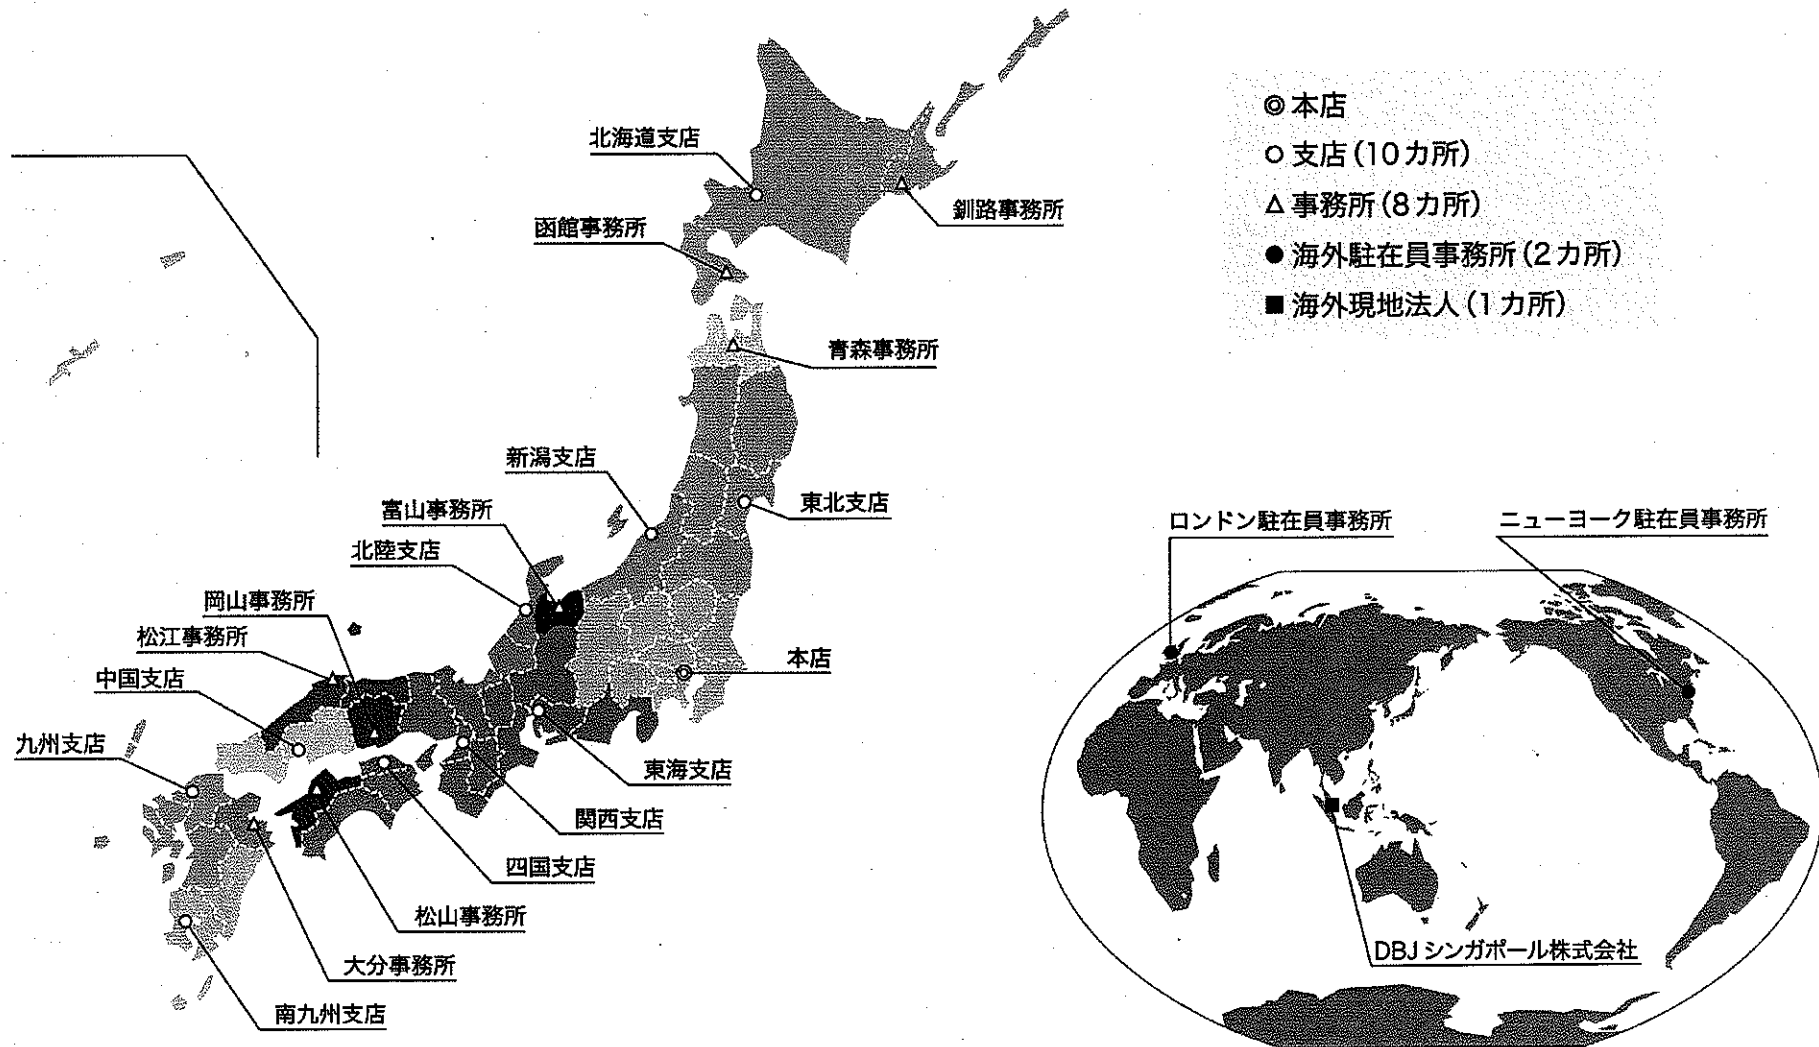 ◎ 本店
○ 支店（10カ所）
△ 事務所（8カ所）
● 海外駐在員事務所（2カ所）
■ 海外現地法人（1カ所）
北海道支店
釧路事務所
函館事務所
青森事務所
新潟支店
東北支店
富山事務所
北陸支店
岡山事務所
松江事務所
本店
中国支店
九州支店
東海支店
関西支店
四国支店
松山事務所
大分事務所
南九州支店
ロンドン駐在員事務所
ニューヨーク駐在員事務所
DBJシンガポール株式会社